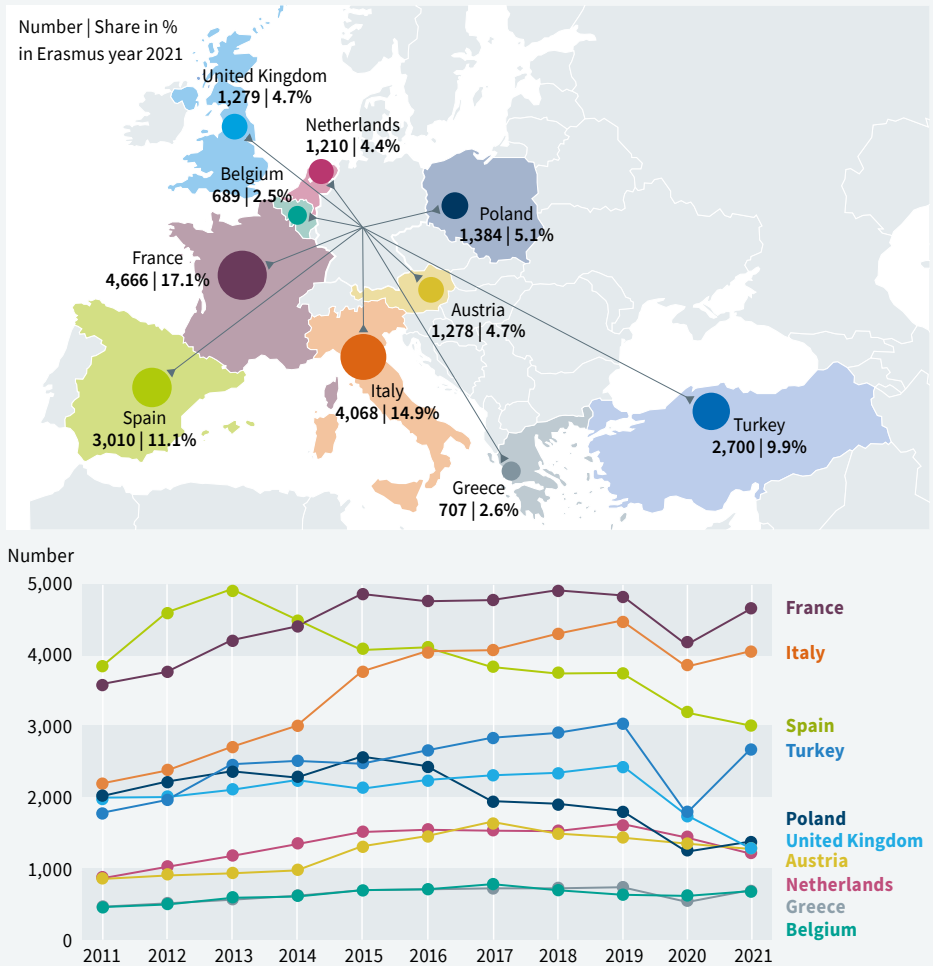 Number | Share in %
in Erasmus year 2021
United Kingdom
1,279 | 4.7%
Netherlands
1,210 | 4.4%
Belgium
689 | 2.5%
Poland
1,384 | 5.1%
France
4,666 | 17.1%
Austria
1,278 | 4.7%
Italy
4,068 | 14.9%
Spain
3,010 | 11.1%
Turkey
2,700 | 9.9%
Greece
707 | 2.6%
Number
5,000
4,000
3,000
2,000
1,000
0
2011 2012 2013 2014 2015 2016 2017 2018 2019 2020 2021
France
Italy
Spain
Turkey
Poland
United Kingdom
Austria
Netherlands
Greece
Belgium